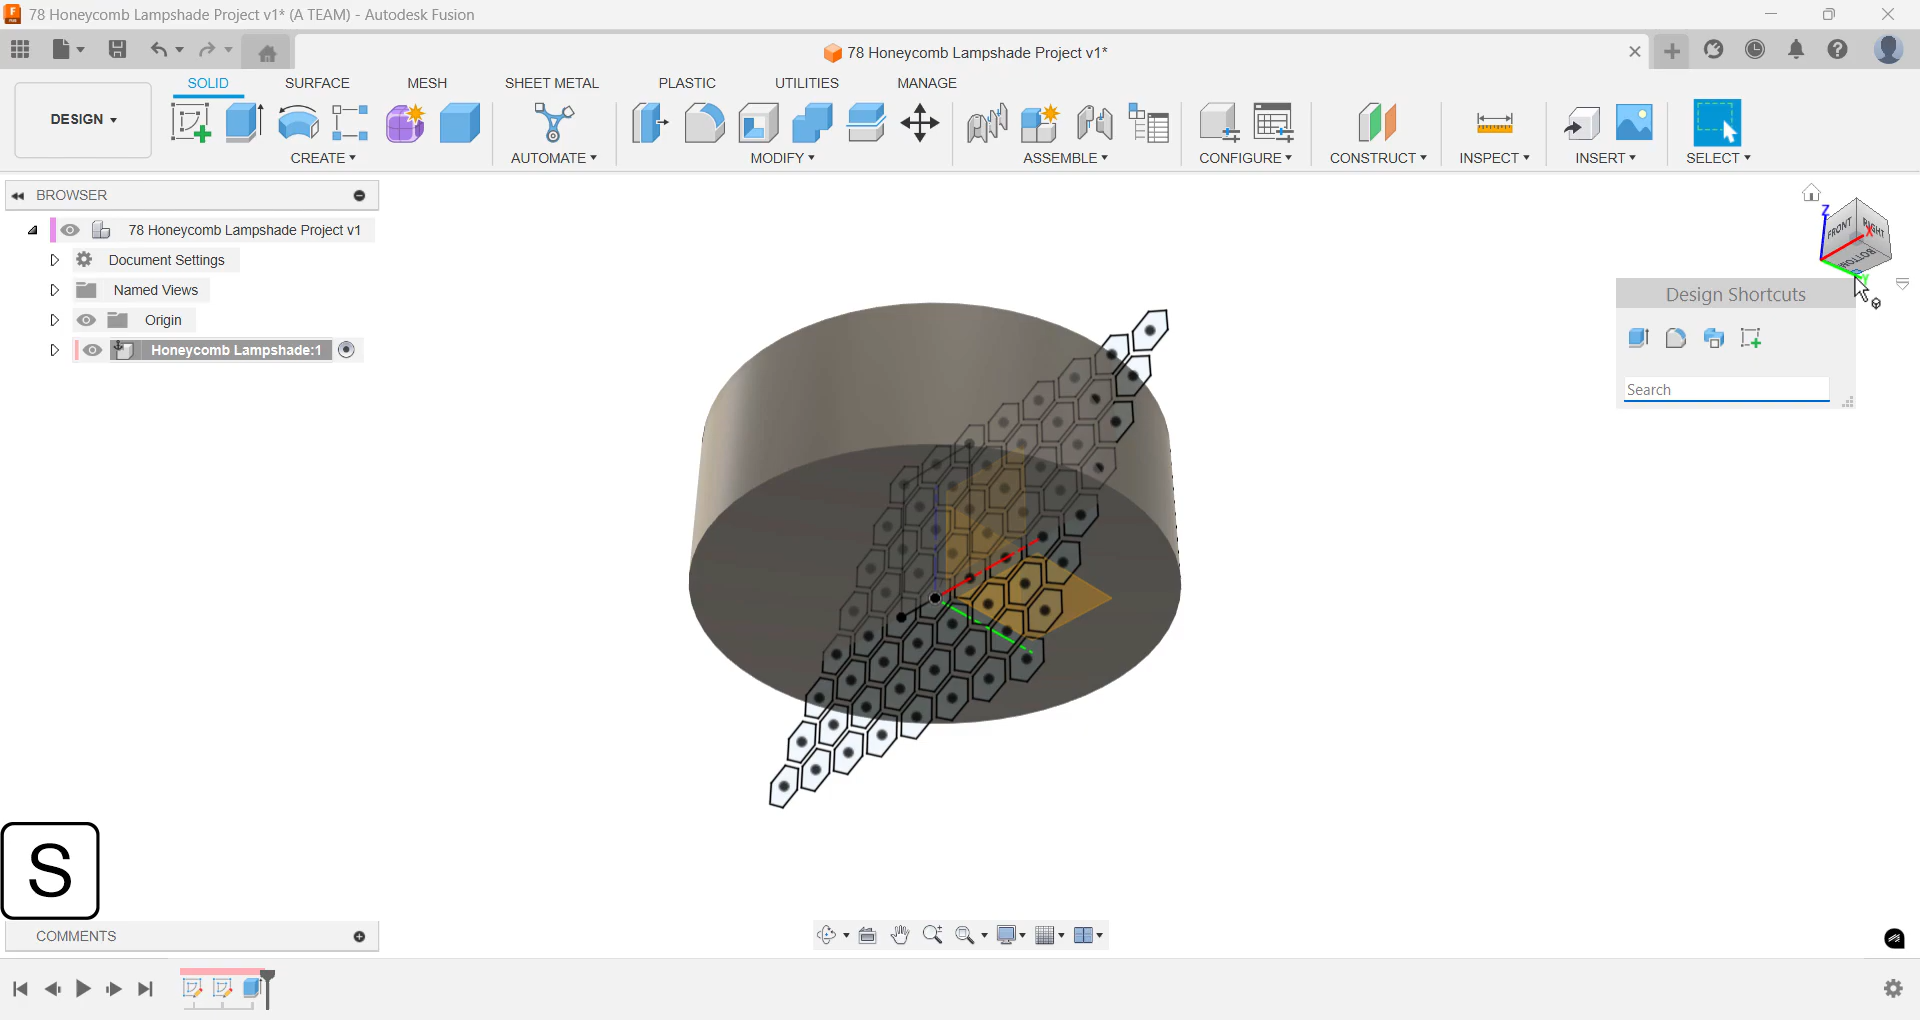 78 Honeycomb Lampshade Project v1* (A TEAM) - Autodesk Fusion
78 Honeycomb Lampshade Project v1*
DESIGN
SOLID
SURFACE
MESH
SHEET METAL
PLASTIC
UTILITIES
MANAGE
CREATE
AUTOMATE
MODIFY
ASSEMBLE
CONFIGURE
CONSTRUCT
INSPECT
INSERT
SELECT
BROWSER
78 Honeycomb Lampshade Project v1
Document Settings
Named Views
Origin
Honeycomb Lampshade:1
Z
FRONT
RIGHT
X
BOTTOM
Y
Design Shortcuts
Search
S
COMMENTS